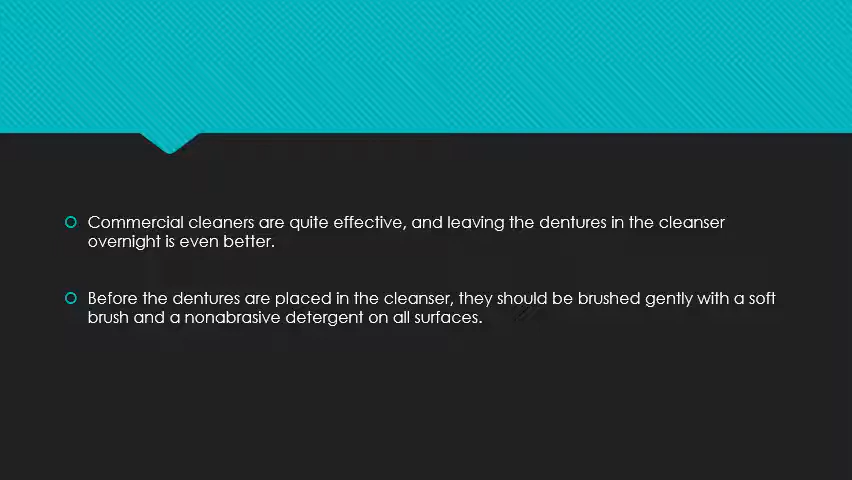 Commercial cleaners are quite effective, and leaving the dentures in the cleanser
overnight is even better.
Before the dentures are placed in the cleanser, they should be brushed gently with a soft
brush and a nonabrasive detergent on all surfaces.